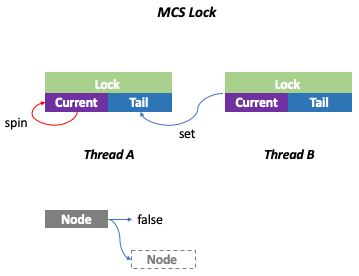 MCS Lock
Lock
Lock
Current Tail
Current Tail
spin
set
Thread A
Thread B
Node
false
Node